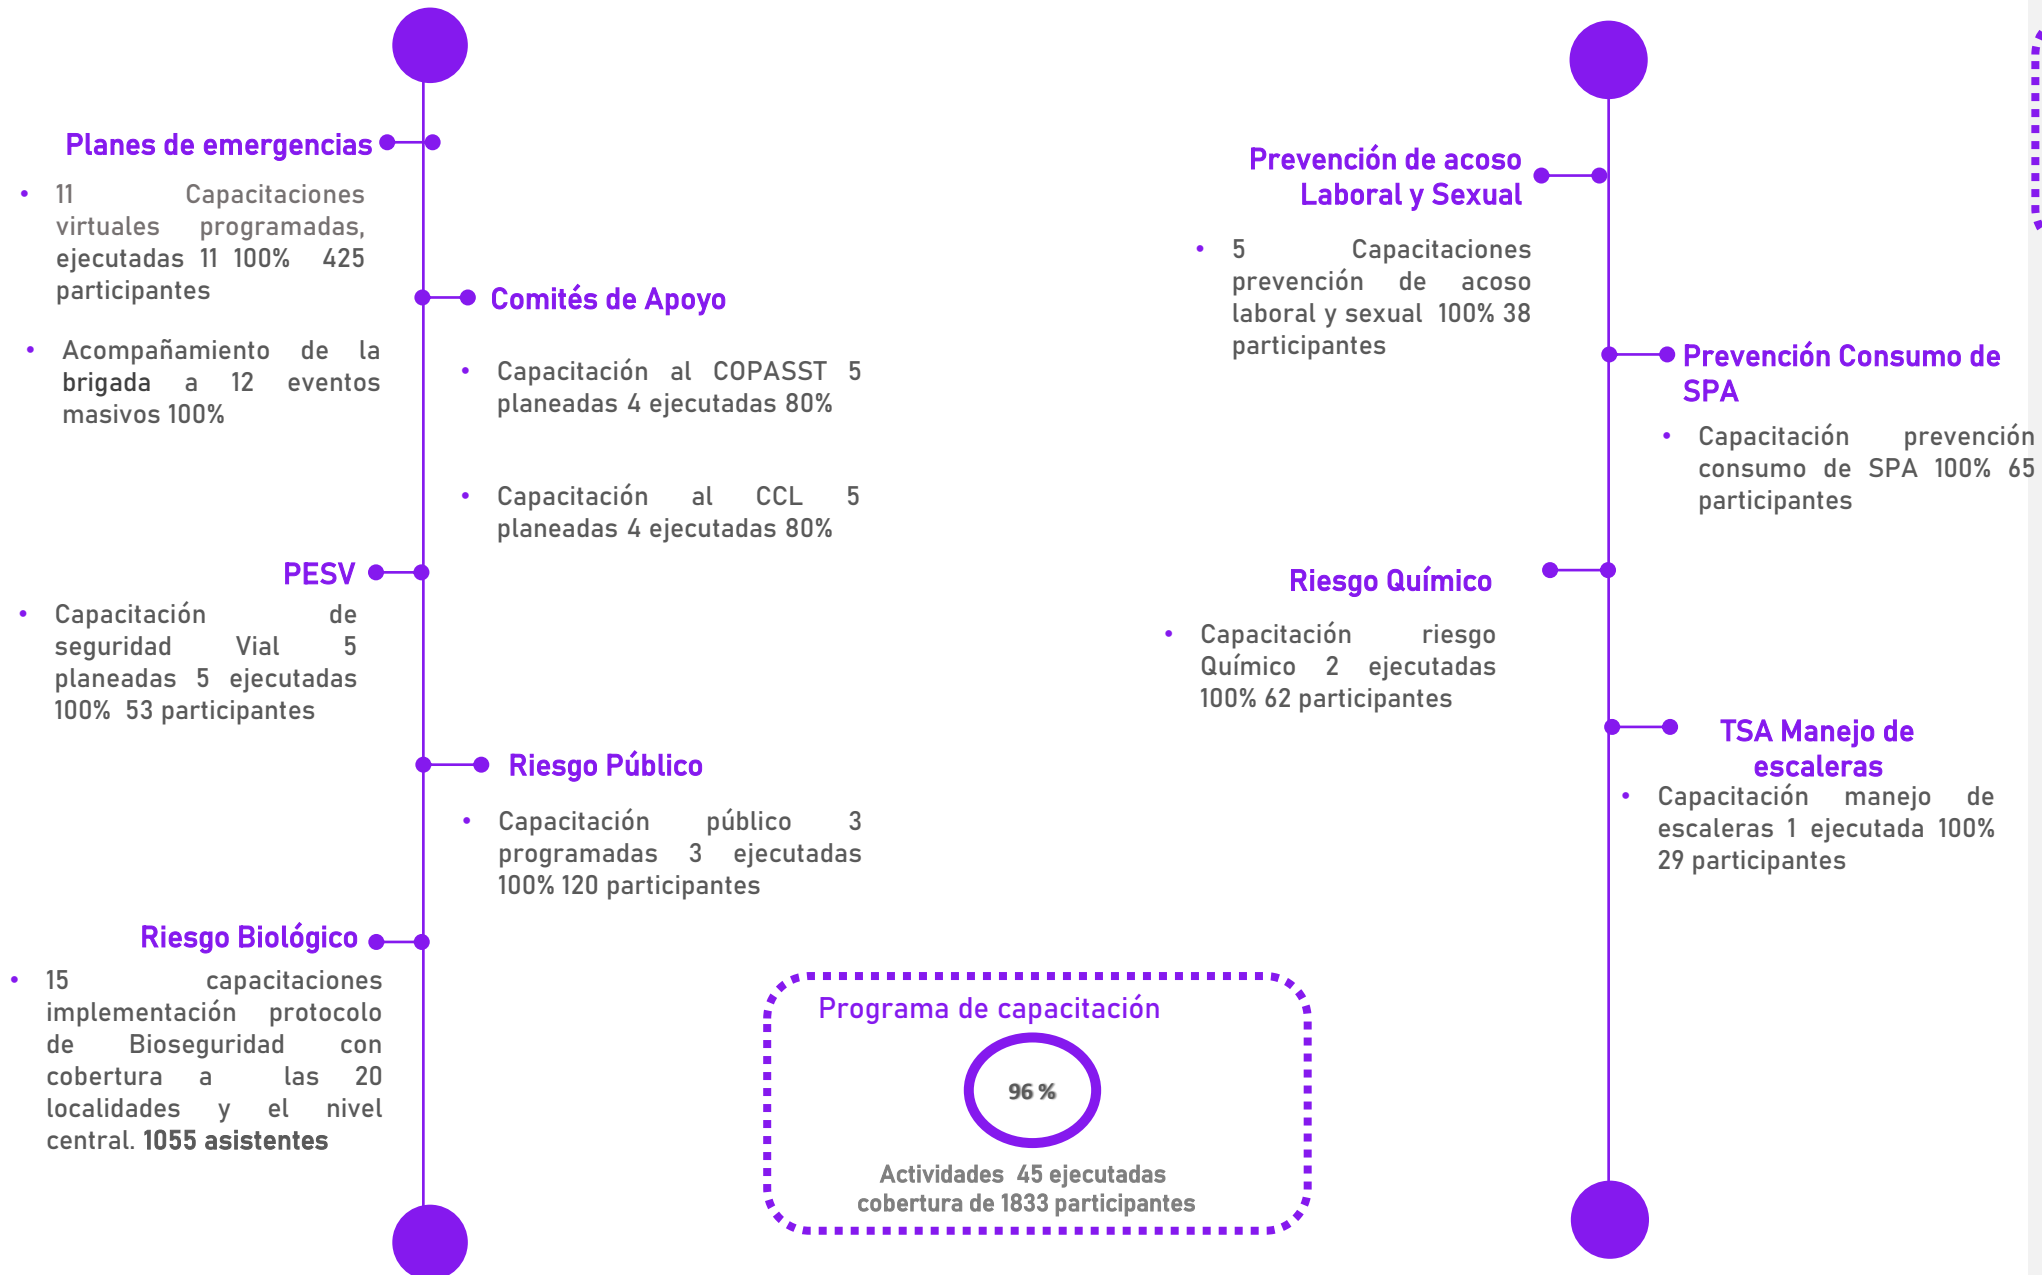 Planes de emergencias
• 11 Capacitaciones
virtuales programadas,
ejecutadas 11 100% 425
participantes
• Acompañamiento de la
brigada a 12 eventos
masivos 100%
Comités de Apoyo
• Capacitación al COPASST 5
planeadas 4 ejecutadas 80%
• Capacitación al CCL 5
planeadas 4 ejecutadas 80%
PESV
• Capacitación de
seguridad Vial 5
planeadas 5 ejecutadas
100% 53 participantes
Riesgo Público
• Capacitación público 3
programadas 3 ejecutadas
100% 120 participantes
Riesgo Biológico
• 15 capacitaciones
implementación protocolo
de Bioseguridad con
cobertura a las 20
localidades y el nivel
central. 1055 asistentes
Programa de capacitación
96 %
Actividades 45 ejecutadas
cobertura de 1833 participantes
Prevención de acoso
Laboral y Sexual
• 5 Capacitaciones
prevención de acoso
laboral y sexual 100% 38
participantes
Prevención Consumo de
SPA
• Capacitación prevención
consumo de SPA 100% 65
participantes
Riesgo Químico
• Capacitación riesgo
Químico 2 ejecutadas
100% 62 participantes
TSA Manejo de
escaleras
• Capacitación manejo de
escaleras 1 ejecutada 100%
29 participantes